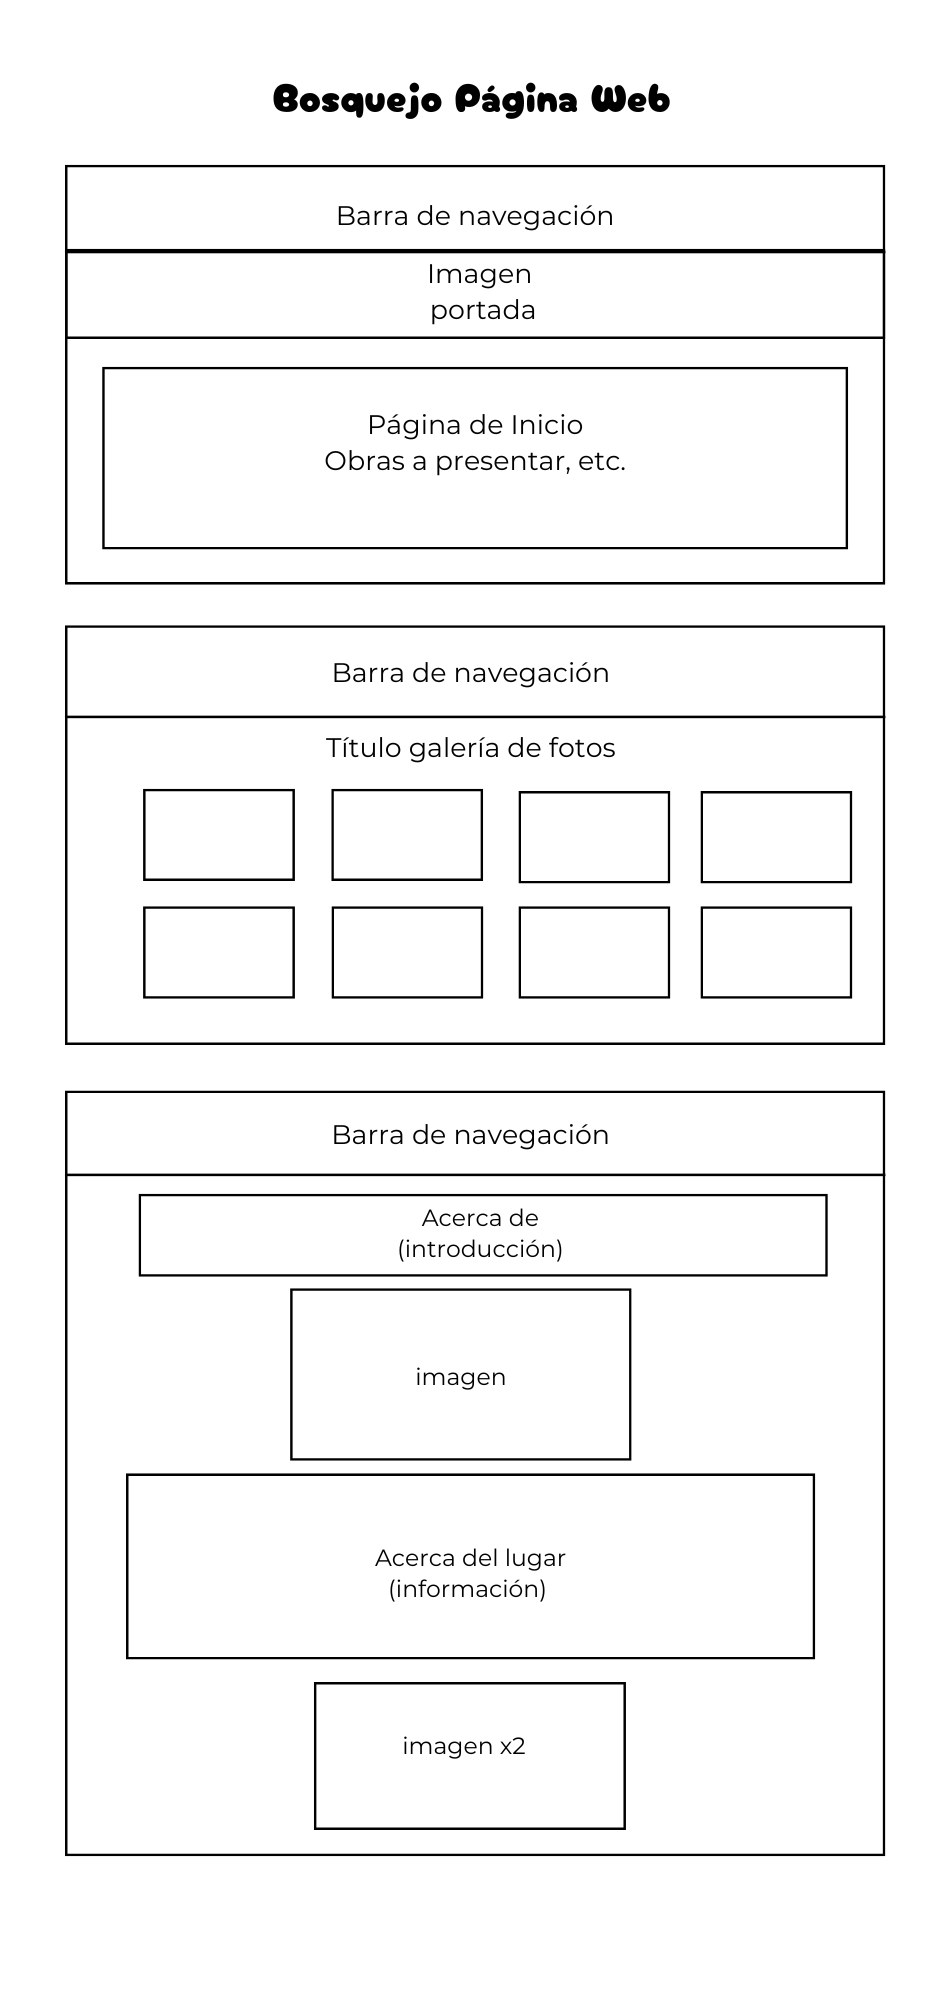 Bosquejo Página Web
Barra de navegación
Imagen
portada
Página de Inicio
Obras a presentar, etc.
Barra de navegación
Título galería de fotos
Barra de navegación
Acerca de
(introducción)
imagen
Acerca del lugar
(información)
imagen x2